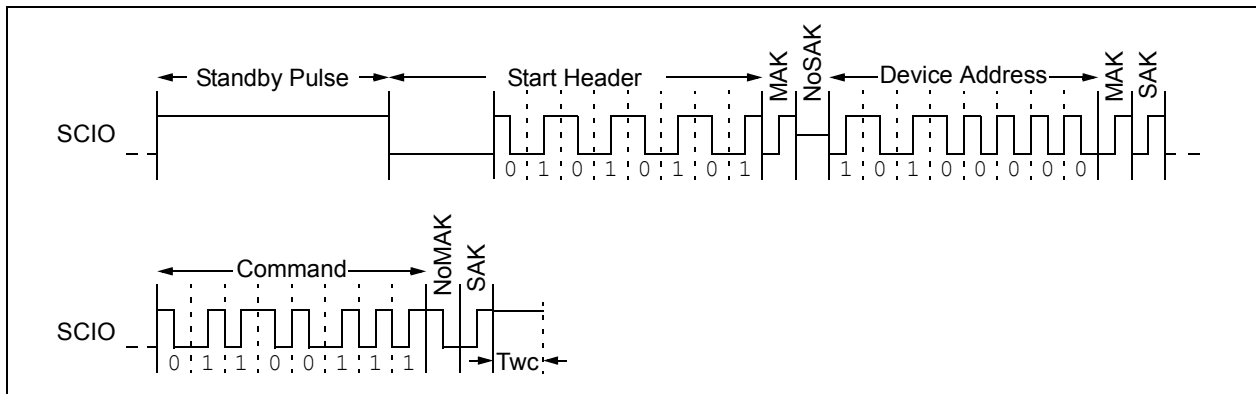 Standby Pulse
Start Header
MAK
NoSAK
Device Address
MAK
SAK
SCIO
0 1 0 1 0 1 0 1
1 0 1 0 0 0 0 0
Command
NoMAK
SAK
SCIO
0 1 1 0 0 1 1 1
Twc